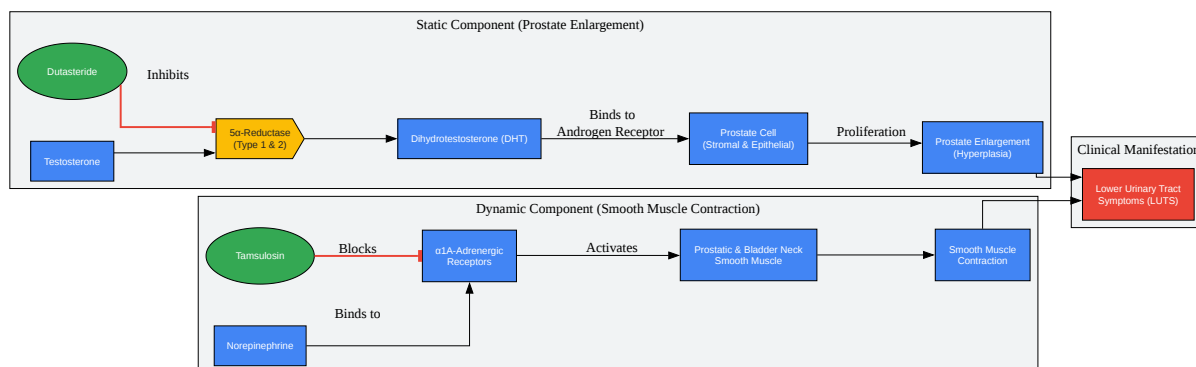 Static Component (Prostate Enlargement)
Dutasteride
Inhibits
5α-Reductase
(Type 1 & 2)
Testosterone
Dihydrotestosterone (DHT)
Binds to
Androgen Receptor
Prostate Cell
(Stromal & Epithelial)
Proliferation
Prostate Enlargement
(Hyperplasia)
Clinical Manifestation
Lower Urinary Tract
Symptoms (LUTS)
Dynamic Component (Smooth Muscle Contraction)
Tamsulosin
Blocks
α1A-Adrenergic
Receptors
Activates
Prostatic & Bladder Neck
Smooth Muscle
Smooth Muscle
Contraction
Binds to
Norepinephrine